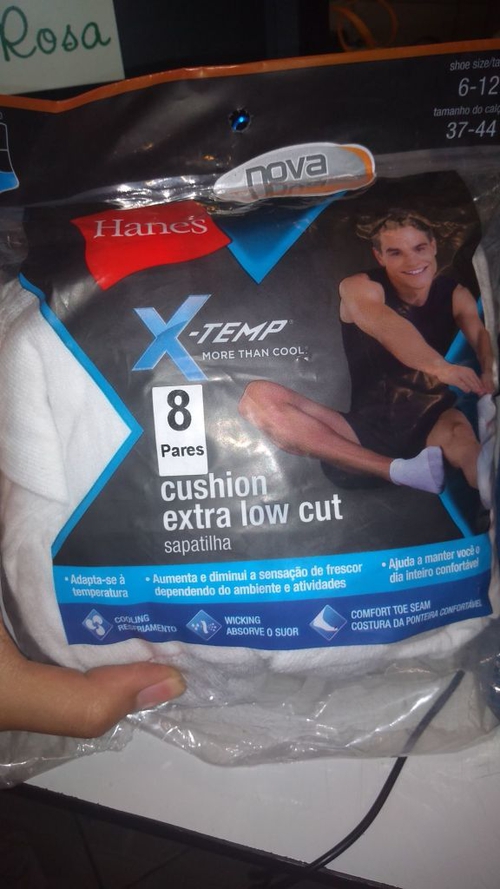 Rosa
shoe size/ta
6-12
tamanho do calç
37-44
nova
Hanes
X-TEMP
MORE THAN COOL
8
Pares
cushion
extra low cut
sapatilha
• Adapta-se à
temperatura
• Aumenta e diminui a sensação de frescor
dependendo do ambiente e atividades
• Ajuda a manter você o
dia inteiro confortável
COOLING
RESFRIAMENTO
WICKING
ABSORVE O SUOR
COMFORT TOE SEAM
COSTURA DA PONTEIRA CONFORTÁVEL